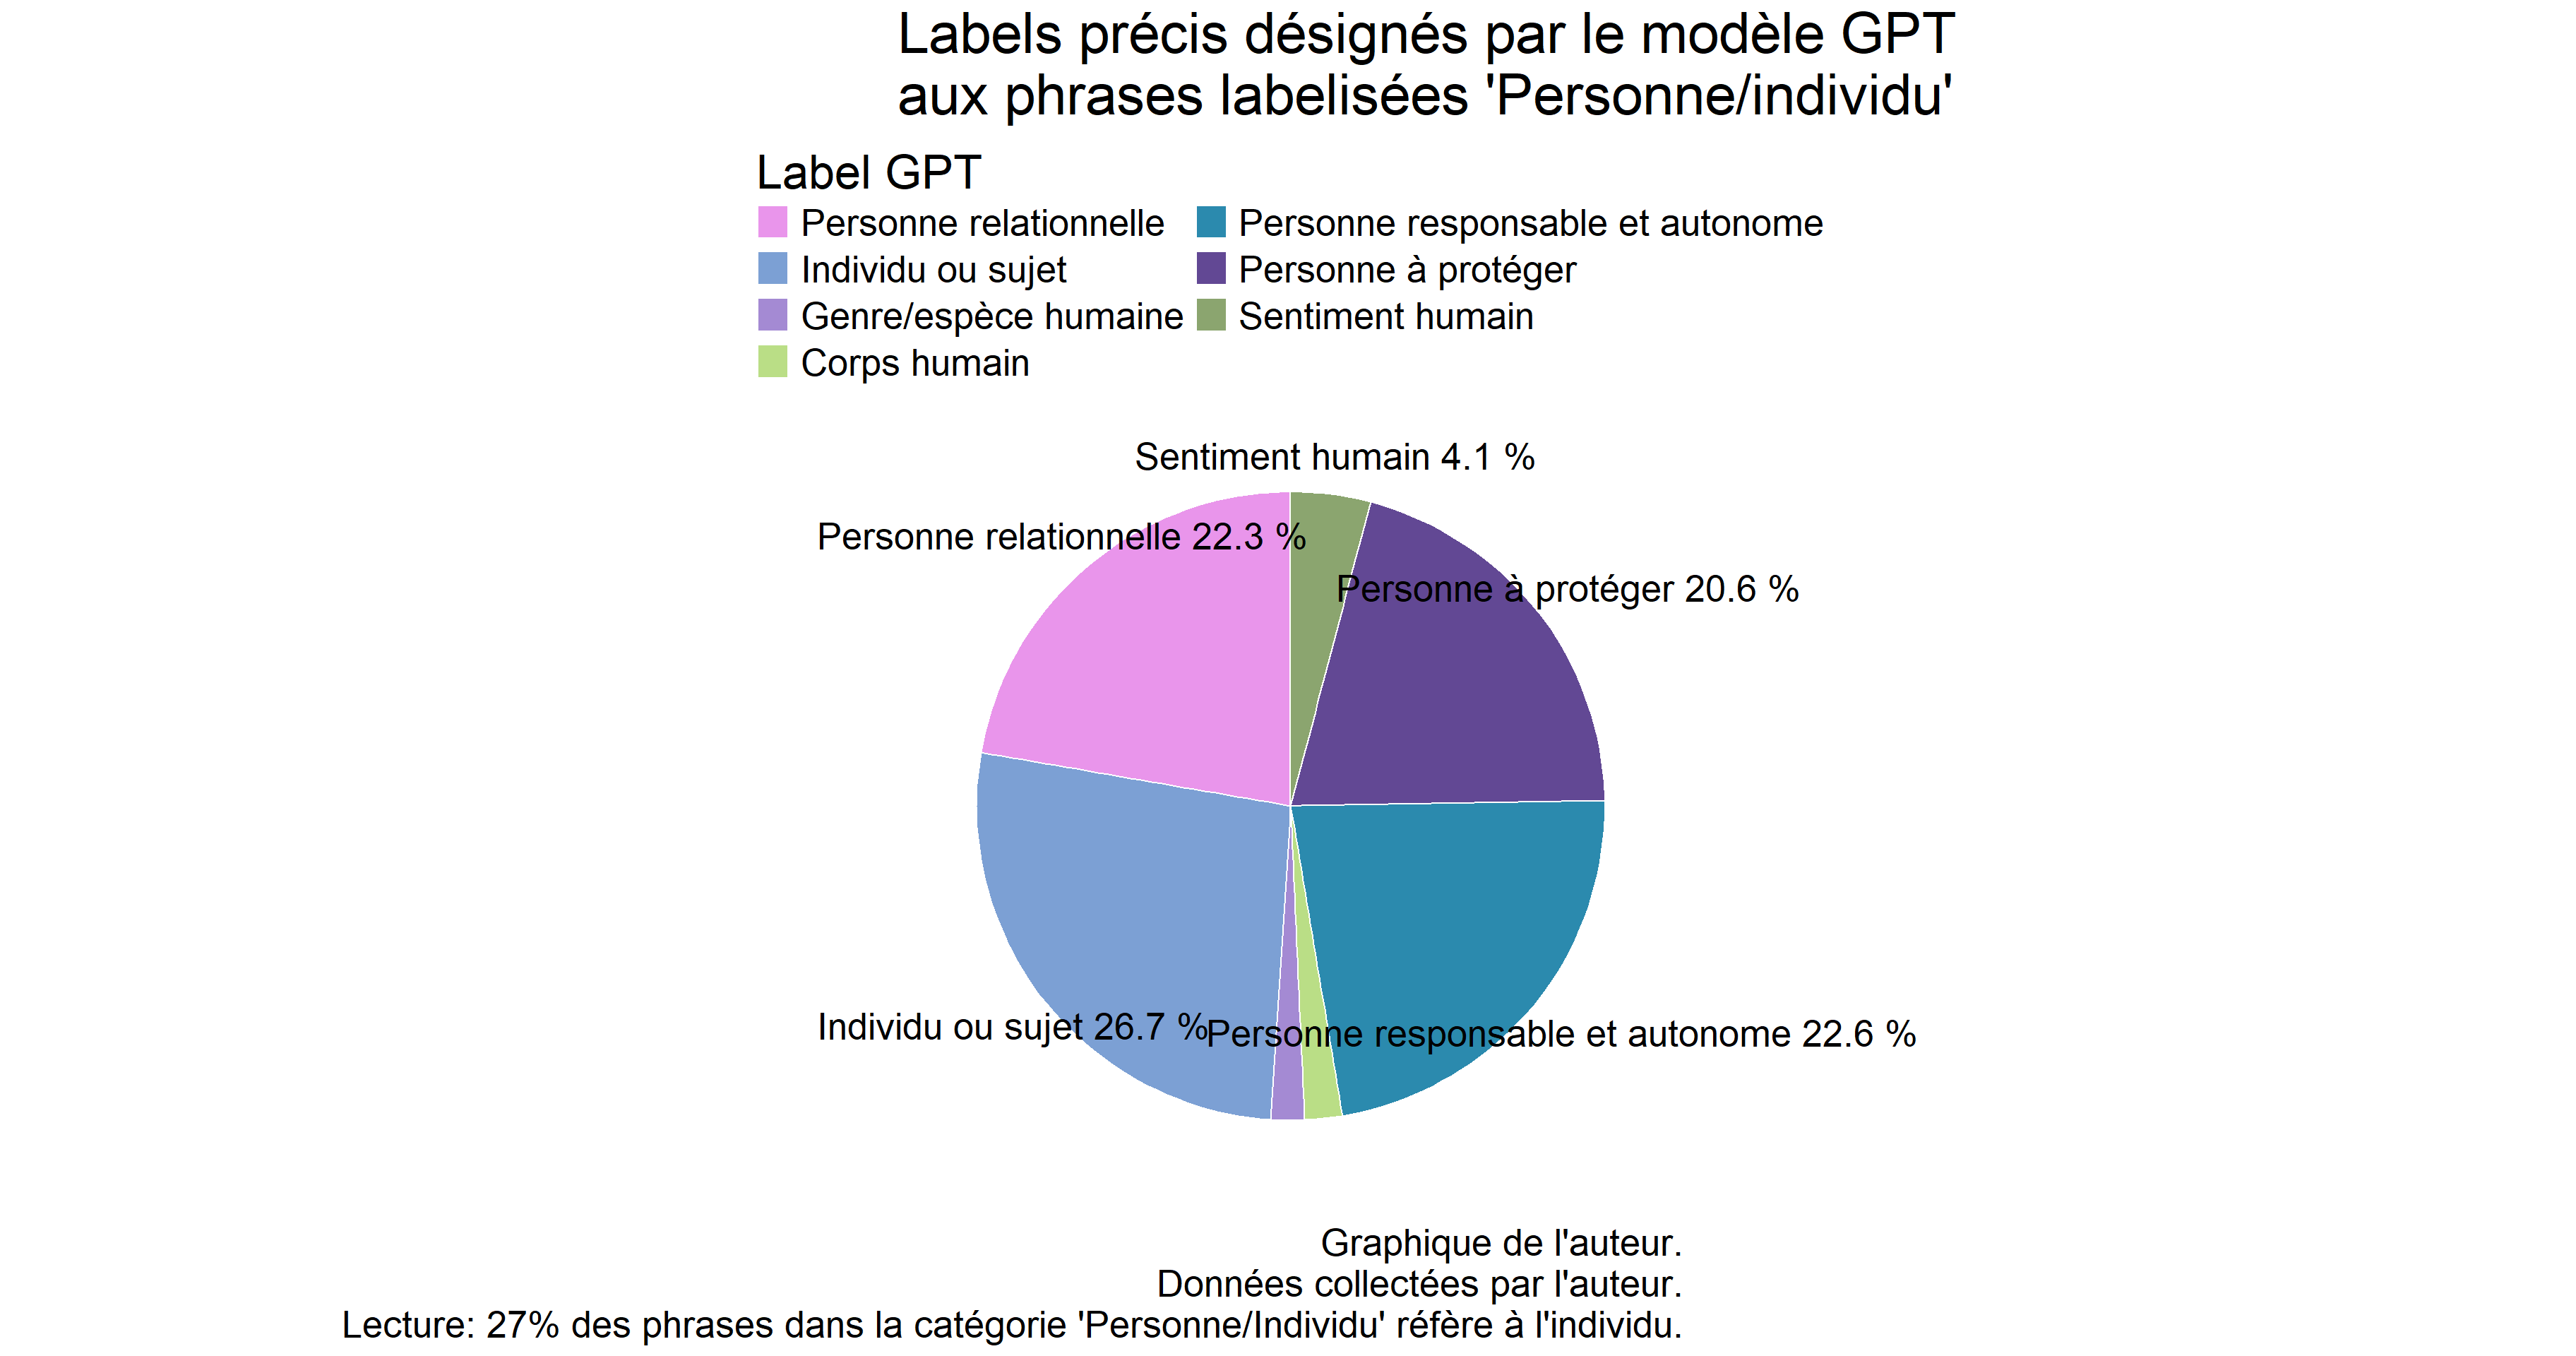 Labels précis désignés par le modèle GPT
aux phrases labelisées 'Personne/individu'
Label GPT
Personne relationnelle
Personne responsable et autonome
Individu ou sujet
Personne à protéger
Genre/espèce humaine
Sentiment humain
Corps humain
Sentiment humain 4.1 %
Personne relationnelle 22.3 %
Personne à protéger 20.6 %
Individu ou sujet 26.7 %
Personne responsable et autonome 22.6 %
Graphique de l'auteur.
Données collectées par l'auteur.
Lecture: 27% des phrases dans la catégorie 'Personne/Individu' réfère à l'individu.